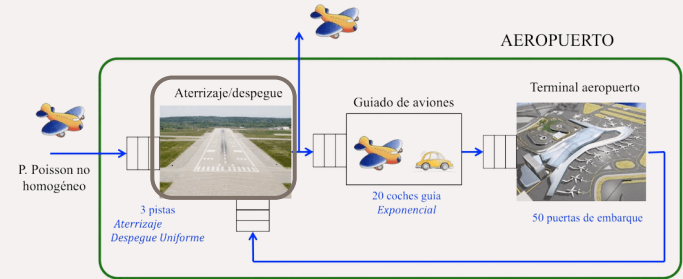 AEROPUERTO
Aterrizaje/despegue
Guiado de aviones
Terminal aeropuerto
P. Poisson no
homogéneo
3 pistas
Aterrizaje
Despegue Uniforme
20 coches guía
Exponencial
50 puertas de embarque